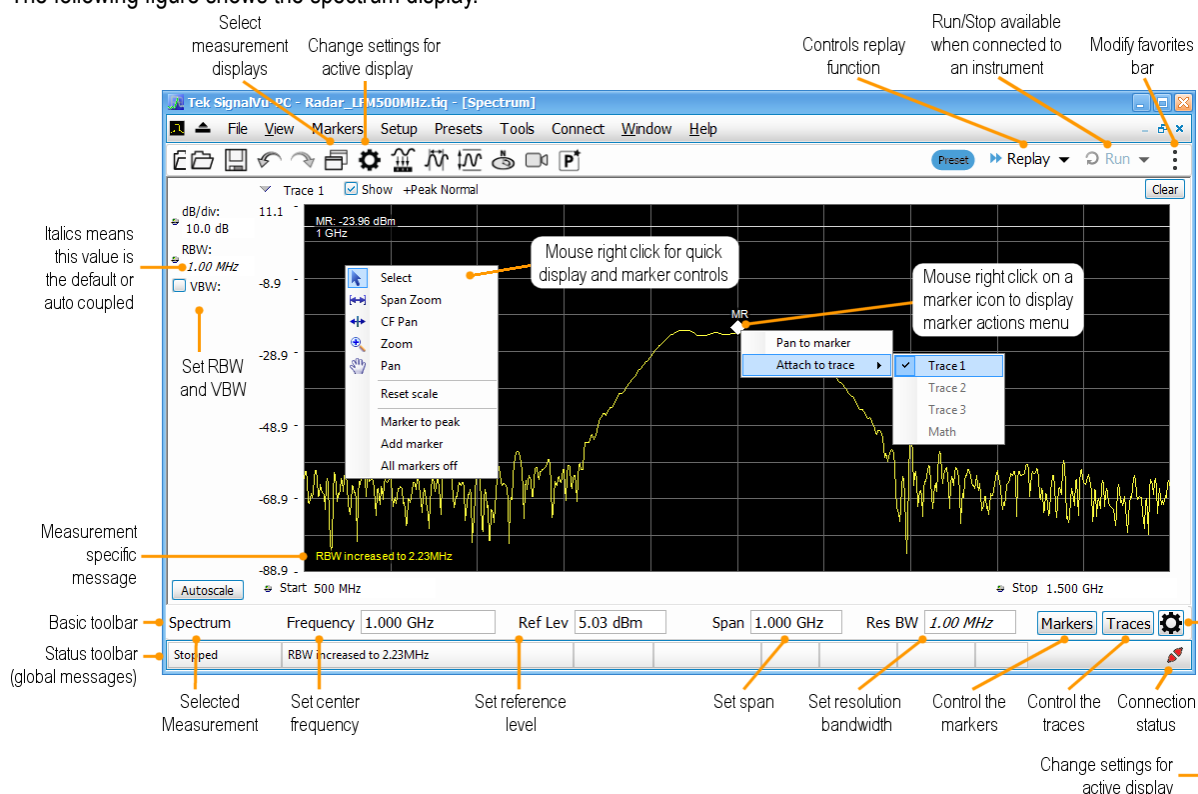 The following figure shows the spectrum display.
Select
measurement
displays
Change settings for
active display
Controls replay
function
Run/Stop available
when connected to
an instrument
Modify favorites
bar
Tek SignalVu-PC - Radar_LFM500MHz.tiq - [Spectrum]
File View Markers Setup Presets Tools Connect Window Help
Preset Replay Run
Trace 1 Show +Peak Normal Clear
dB/div:
10.0 dB
RBW:
1.00 MHz
VBW:
Italics means
this value is
the default or
auto coupled
Set RBW
and VBW
11.1
-8.9
-28.9
-48.9
-68.9
-88.9
MR: -23.96 dBm
1 GHz
Mouse right click for quick
display and marker controls
Select
Span Zoom
CF Pan
Zoom
Pan
Reset scale
Marker to peak
Add marker
All markers off
Mouse right click on a
marker icon to display
marker actions menu
MR
Pan to marker
Attach to trace
Trace 1
Trace 2
Trace 3
Math
Measurement
specific
message
RBW increased to 2.23MHz
Autoscale Start 500 MHz Stop 1.500 GHz
Basic toolbar
Spectrum Frequency 1.000 GHz Ref Lev 5.03 dBm Span 1.000 GHz Res BW 1.00 MHz Markers Traces
Status toolbar
(global messages)
Stopped RBW increased to 2.23MHz
Selected
Measurement
Set center
frequency
Set reference
level
Set span
Set resolution
bandwidth
Control the
markers
Control the
traces
Connection
status
Change settings for
active display